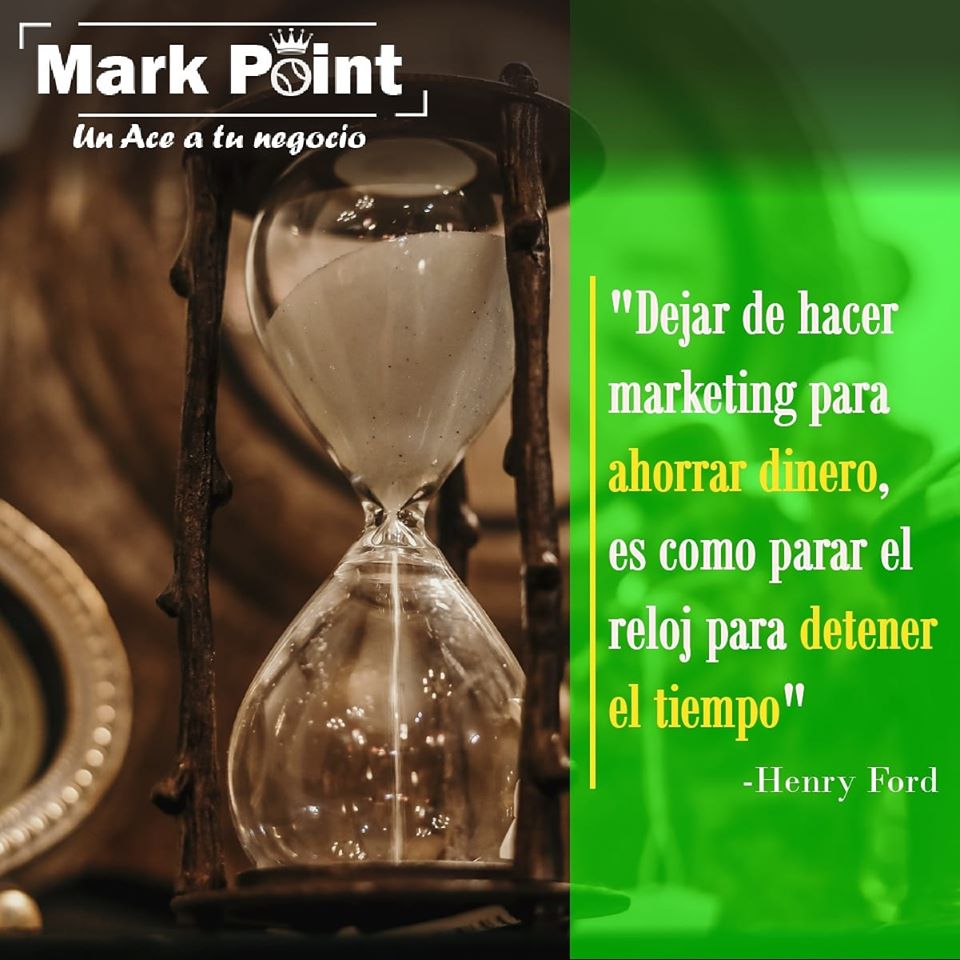 Mark Point
Un Ace a tu negocio
"Dejar de hacer
marketing para
ahorrar dinero,
es como parar el
reloj para detener
el tiempo"
-Henry Ford